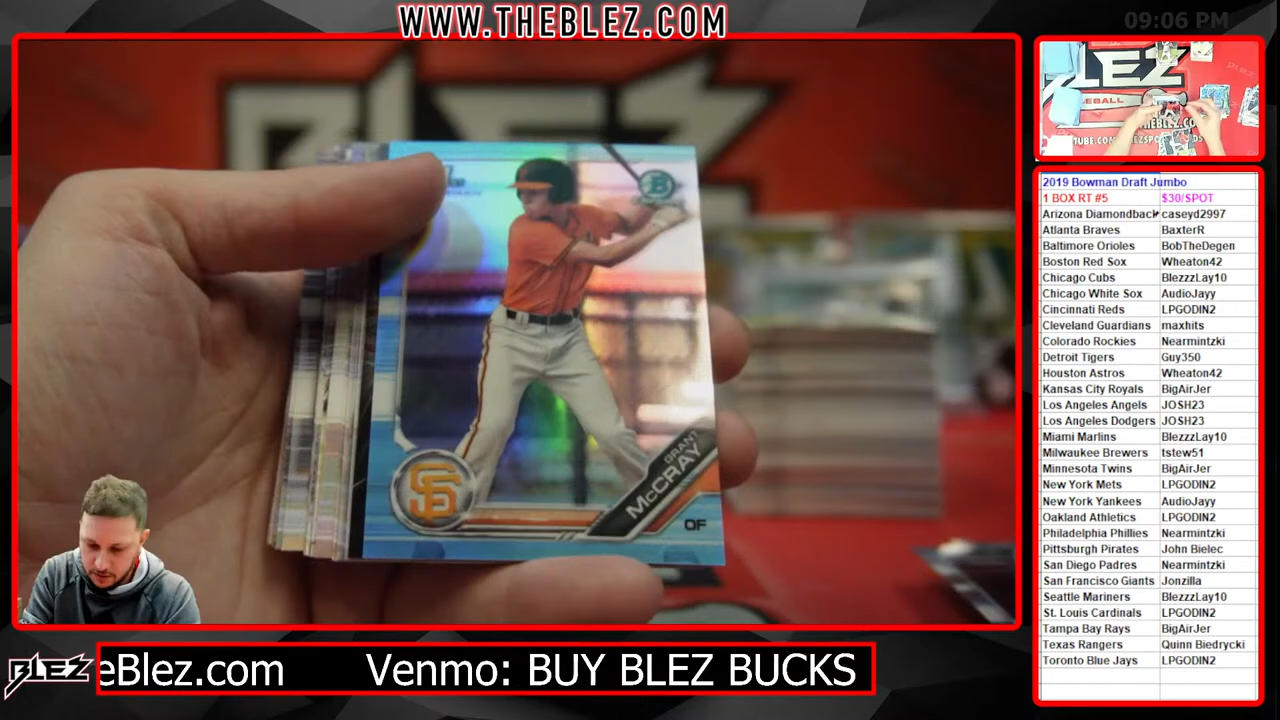 WWW.THEBLEZ.COM
09:06 PM
BLEZ
B
GRANT
McCRAY
OF
SF
BLEZ
eBlez.com Venmo: BUY BLEZ BUCKS
LEZ
BASEBALL
2019 Bowman Draft Jumbo
1 BOX RT #5 $30/SPOT
Arizona Diamondback caseyd2997
Atlanta Braves BaxterR
Baltimore Orioles BobTheDegen
Boston Red Sox Wheaton42
Chicago Cubs BlezzzLay10
Chicago White Sox AudioJayy
Cincinnati Reds LPGODIN2
Cleveland Guardians maxhits
Colorado Rockies Nearmintzki
Detroit Tigers Guy350
Houston Astros Wheaton42
Kansas City Royals BigAirJer
Los Angeles Angels JOSH23
Los Angeles Dodgers JOSH23
Miami Marlins BlezzzLay10
Milwaukee Brewers tstew51
Minnesota Twins BigAirJer
New York Mets LPGODIN2
New York Yankees AudioJayy
Oakland Athletics LPGODIN2
Philadelphia Phillies Nearmintzki
Pittsburgh Pirates John Bielec
San Diego Padres Nearmintzki
San Francisco Giants Jonzilla
Seattle Mariners BlezzzLay10
St. Louis Cardinals LPGODIN2
Tampa Bay Rays BigAirJer
Texas Rangers Quinn Biedrycki
Toronto Blue Jays LPGODIN2